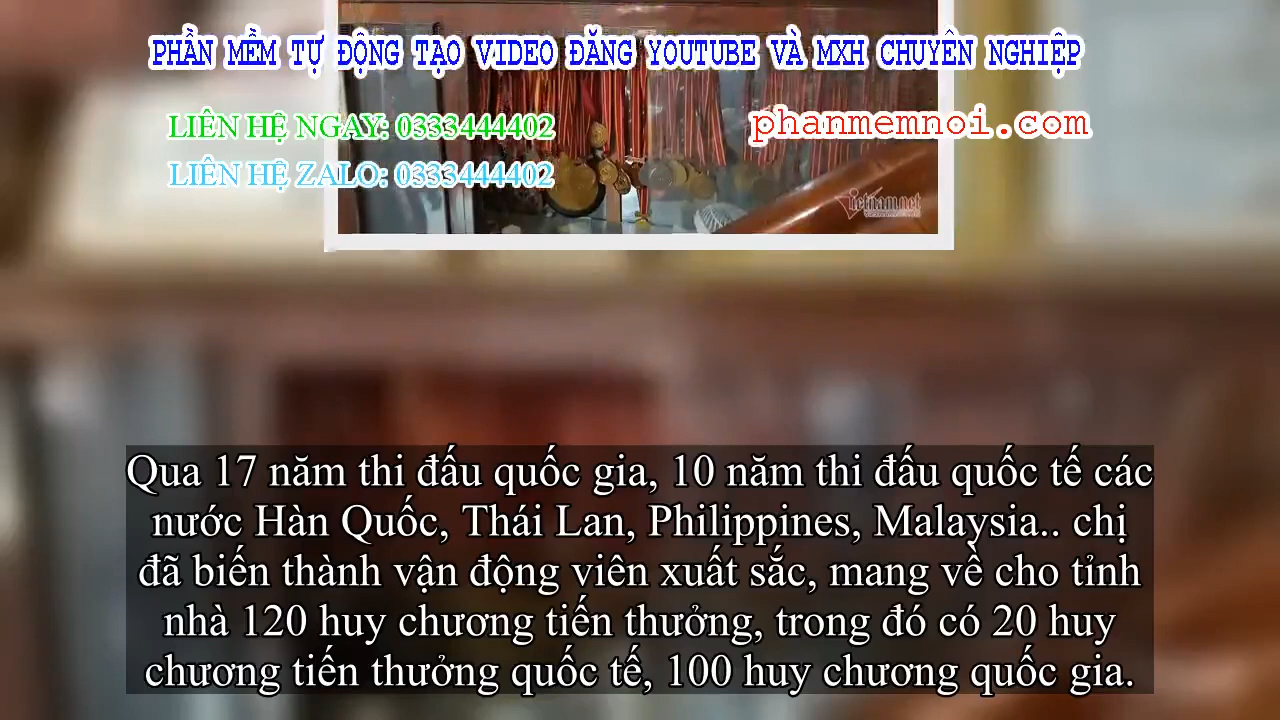 PHẦN MỀM TỰ ĐỘNG TẠO VIDEO ĐĂNG YOUTUBE VÀ MXH CHUYÊN NGHIỆP
LIÊN HỆ NGAY: 0333444402
phanmemnoi.com
LIÊN HỆ ZALO: 0333444402
vietnamnet
Qua 17 năm thi đấu quốc gia, 10 năm thi đấu quốc tế các
nước Hàn Quốc, Thái Lan, Philippines, Malaysia.. chị
đã biến thành vận động viên xuất sắc, mang về cho tỉnh
nhà 120 huy chương tiến thưởng, trong đó có 20 huy
chương tiến thưởng quốc tế, 100 huy chương quốc gia.